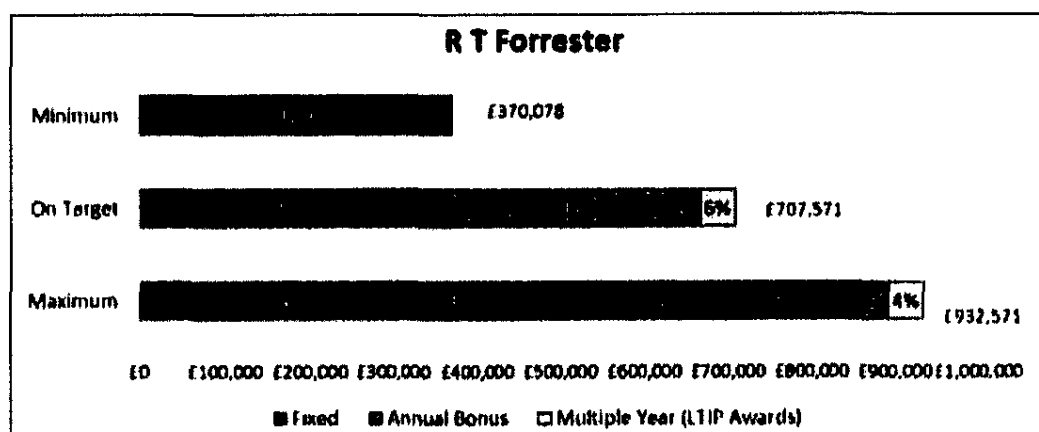 R T Forrester
Minimum £370,078
On Target 6% £707,571
Maximum 4% £932,571
£0 £100,000 £200,000 £300,000 £400,000 £500,000 £600,000 £700,000 £800,000 £900,000 £1,000,000
Fixed Annual Bonus Multiple Year (LTIP Awards)